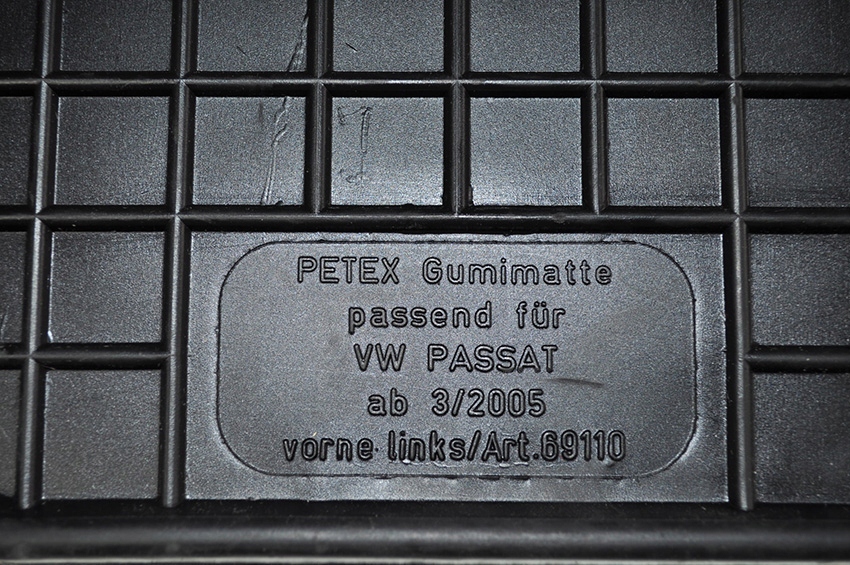 PETEX Gumimatte
passend für
VW PASSAT
ab 3/2005
vorne links/Art.69110